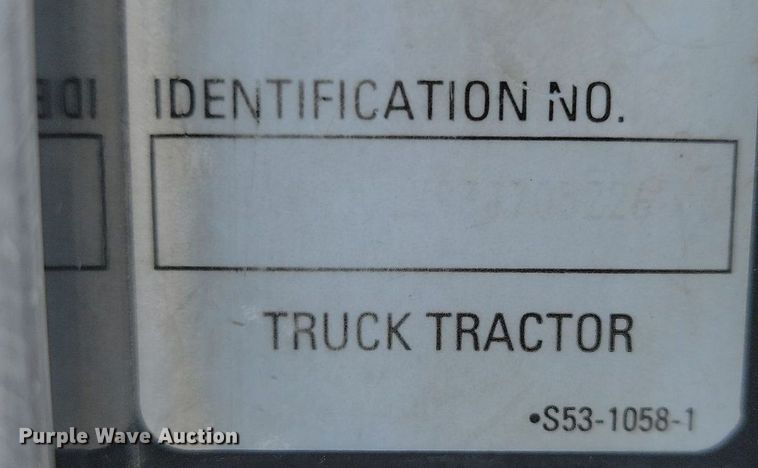 IDENTIFICATION NO.
TRUCK TRACTOR
•S53-1058-1
Purple Wave Auction